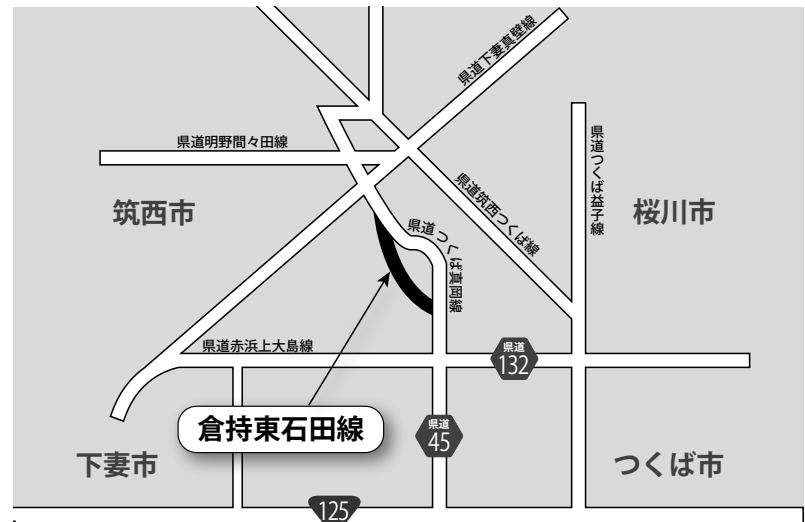 県道下妻真壁線
県道明野間々田線
県道つくば益子線
筑西市
県道筑西つくば線
桜川市
県道つくば真岡線
県道赤浜上大島線
県道
132
倉持東石田線
県道
45
下妻市
つくば市
125